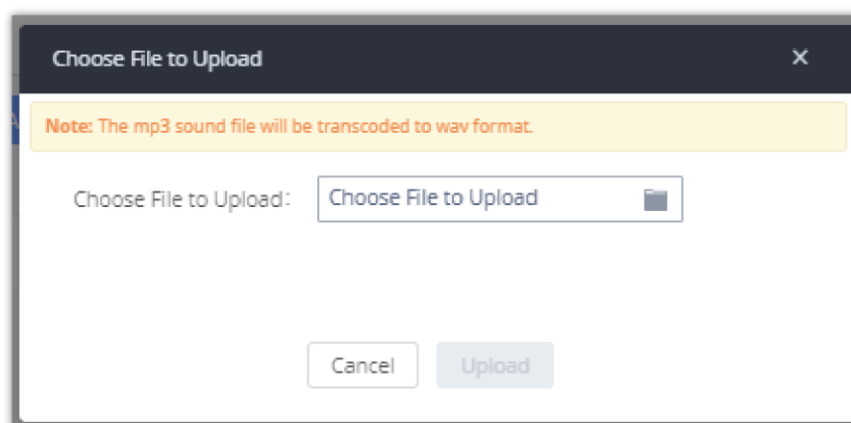 Choose File to Upload
Note: The mp3 sound file will be transcoded to wav format.
Choose File to Upload: Choose File to Upload
Cancel Upload